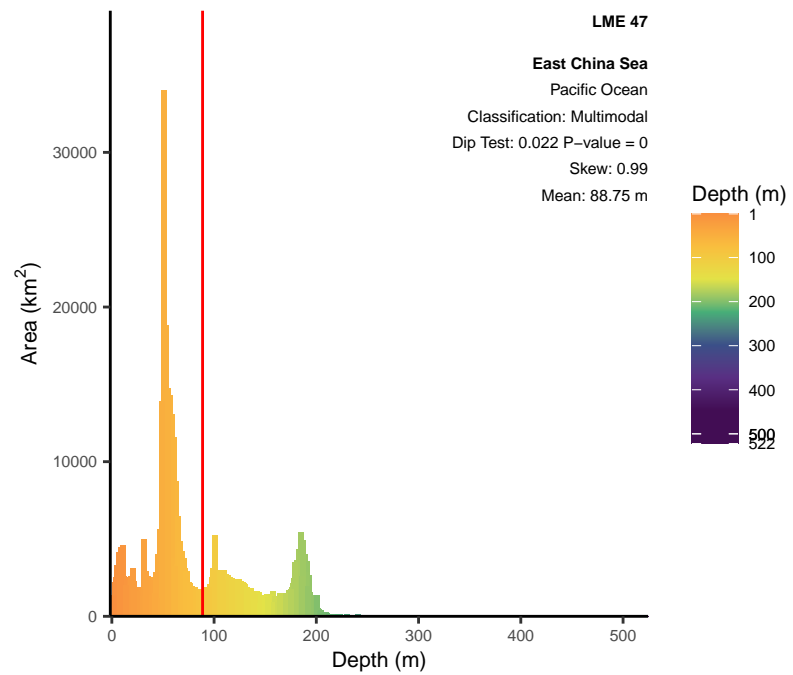 LME 47
East China Sea
Pacific Ocean
Classification: Multimodal
Dip Test: 0.022 P−value = 0
Skew: 0.99
Mean: 88.75 m
Area (km²)
30000
20000
10000
0
0 100 200 300 400 500
Depth (m)
Depth (m)
1
100
200
300
400
500
522